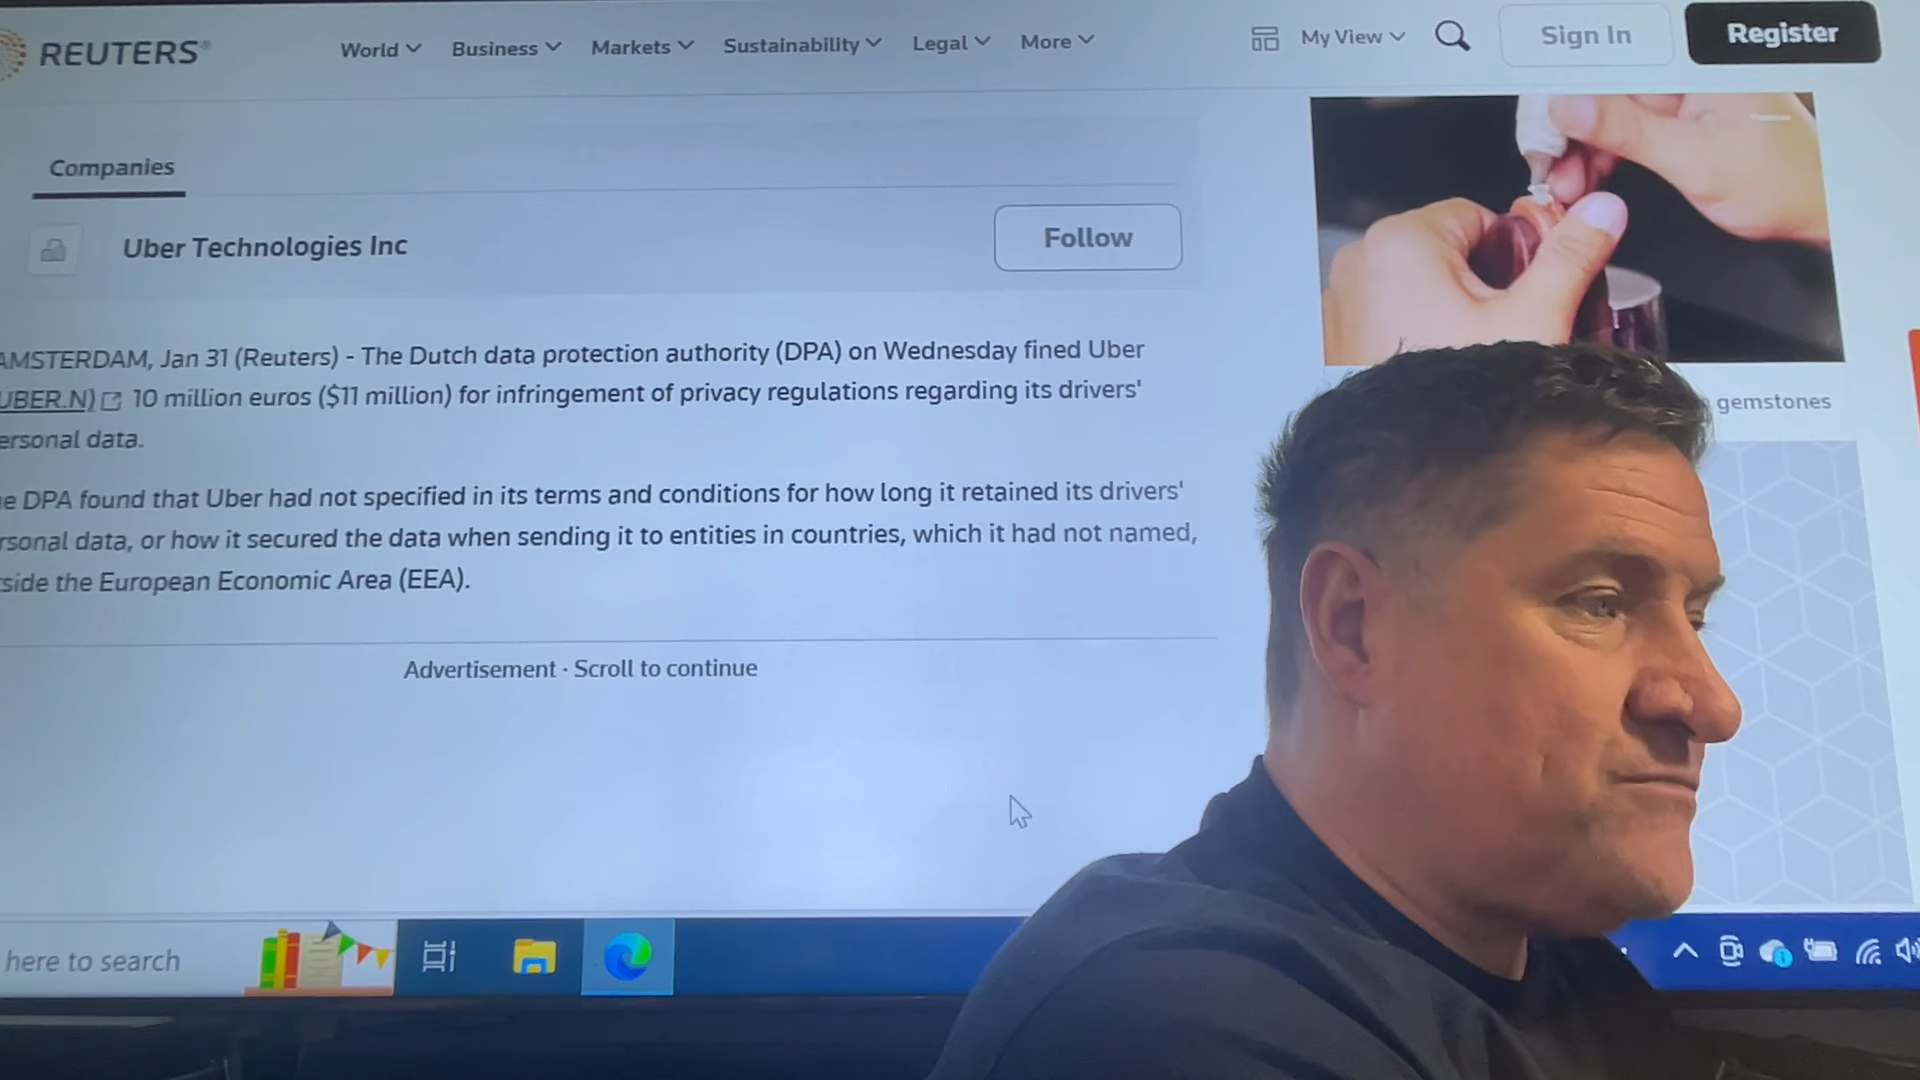 REUTERS
World
Business
Markets
Sustainability
Legal
More
My View
Sign In
Register
Companies
Uber Technologies Inc
Follow
AMSTERDAM, Jan 31 (Reuters) - The Dutch data protection authority (DPA) on Wednesday fined Uber
UBER.N) 10 million euros ($11 million) for infringement of privacy regulations regarding its drivers'
ersonal data.
e DPA found that Uber had not specified in its terms and conditions for how long it retained its drivers'
rsonal data, or how it secured the data when sending it to entities in countries, which it had not named,
side the European Economic Area (EEA).
gemstones
Advertisement · Scroll to continue
here to search